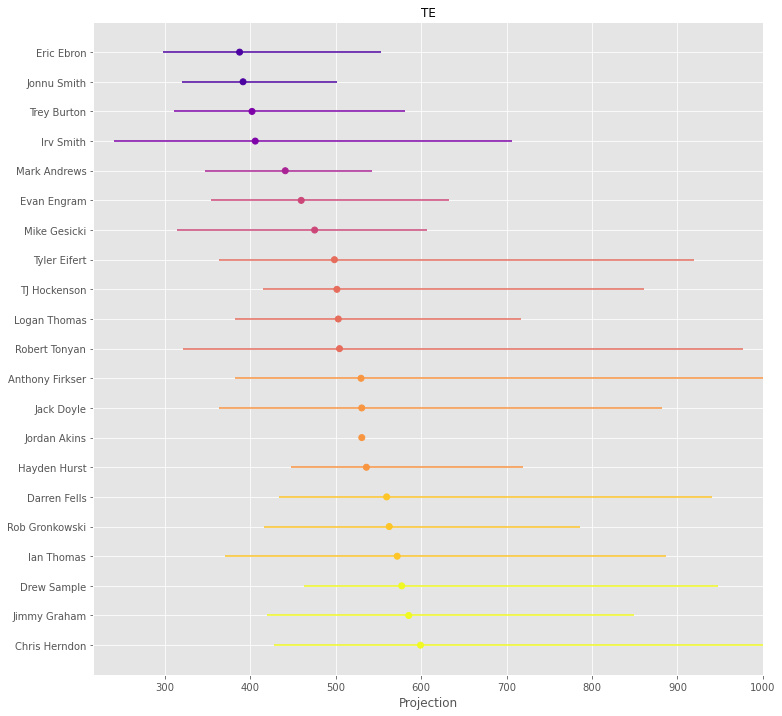 TE
Eric Ebron
Jonnu Smith
Trey Burton
Irv Smith
Mark Andrews
Evan Engram
Mike Gesicki
Tyler Eifert
TJ Hockenson
Logan Thomas
Robert Tonyan
Anthony Firkser
Jack Doyle
Jordan Akins
Hayden Hurst
Darren Fells
Rob Gronkowski
Ian Thomas
Drew Sample
Jimmy Graham
Chris Herndon
300 400 500 600 700 800 900 1000
Projection